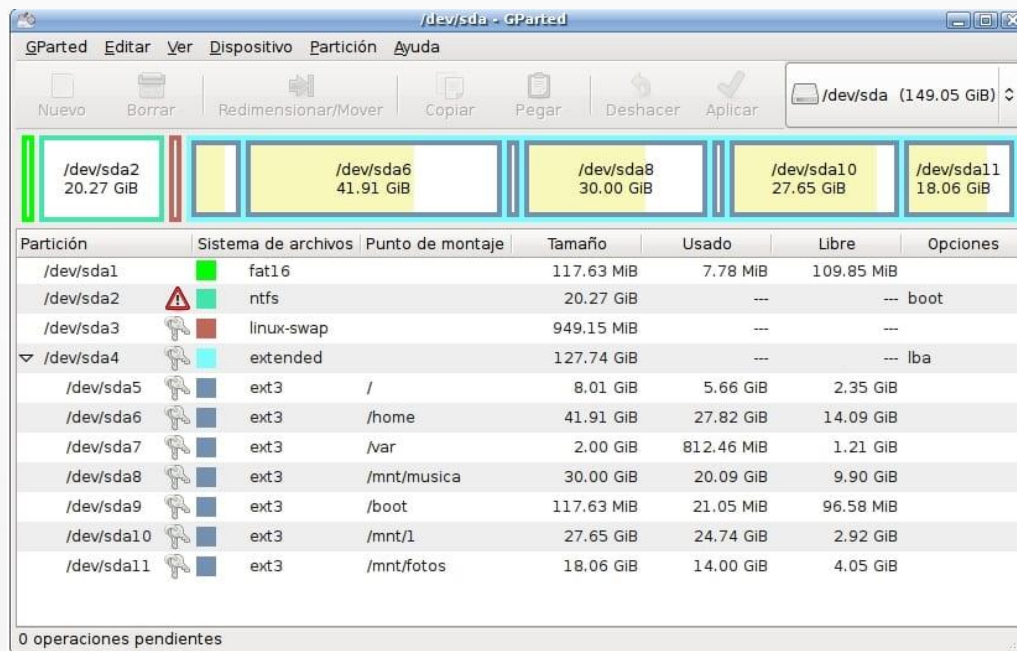 /dev/sda - GParted
GParted Editar Ver Dispositivo Partición Ayuda
Nuevo Borrar Redimensionar/Mover Copiar Pegar Deshacer Aplicar /dev/sda (149.05 GiB)
/dev/sda2 /dev/sda6 /dev/sda8 /dev/sda10 /dev/sda11
20.27 GiB 41.91 GiB 30.00 GiB 27.65 GiB 18.06 GiB
Partición Sistema de archivos Punto de montaje Tamaño Usado Libre Opciones
/dev/sda1 fat16 117.63 MiB 7.78 MiB 109.85 MiB
/dev/sda2 ntfs 20.27 GiB --- --- boot
/dev/sda3 linux-swap 949.15 MiB --- ---
/dev/sda4 extended 127.74 GiB --- --- lba
/dev/sda5 ext3 / 8.01 GiB 5.66 GiB 2.35 GiB
/dev/sda6 ext3 /home 41.91 GiB 27.82 GiB 14.09 GiB
/dev/sda7 ext3 /var 2.00 GiB 812.46 MiB 1.21 GiB
/dev/sda8 ext3 /mnt/musica 30.00 GiB 20.09 GiB 9.90 GiB
/dev/sda9 ext3 /boot 117.63 MiB 21.05 MiB 96.58 MiB
/dev/sda10 ext3 /mnt/1 27.65 GiB 24.74 GiB 2.92 GiB
/dev/sda11 ext3 /mnt/fotos 18.06 GiB 14.00 GiB 4.05 GiB
0 operaciones pendientes